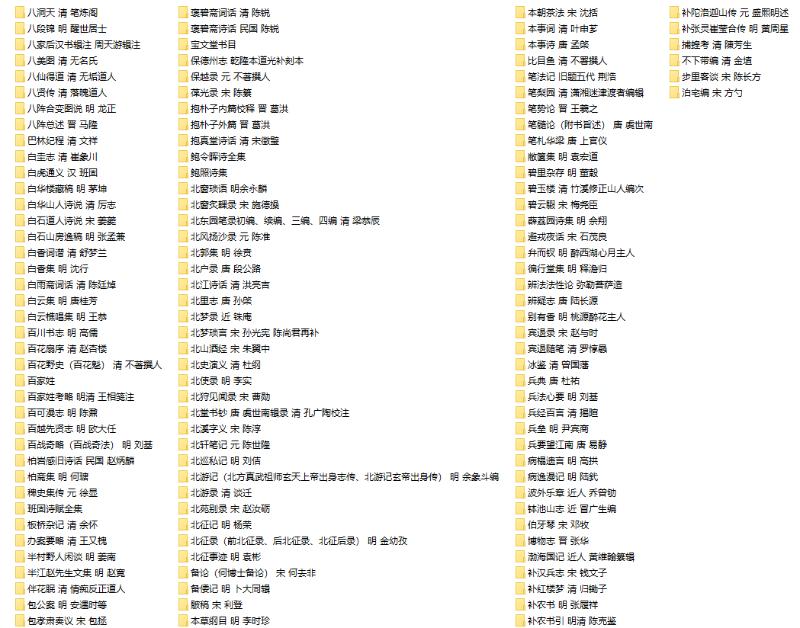 八洞天 清 笔炼阁
八段锦 明 醒世居士
八家后汉书辑注 周天游辑注
八美图 清 无名氏
八仙得道 清 无垢道人
八贤传 清 落魄道人
八阵合变图说 明 龙正
八阵总述 晋 马隆
巴林纪程 清 文祥
白圭志 清 崔象川
白虎通义 汉 班固
白华楼藏稿 明 茅坤
白华山人诗说 清 厉志
白石道人诗说 宋 姜夔
白石山房逸稿 明 张孟兼
白香词谱 清 舒梦兰
白香集 明 沈行
白雨斋词话 清 陈廷焯
白云集 明 唐桂芳
白云樵唱集 明 王恭
百川书志 明 高儒
百花扇序 清 赵杏楼
百花野史（百花魁） 清 不著撰人
百家姓
百家姓考略 明清 王相笺注
百可漫志 明 陈鼐
百越先贤志 明 欧大任
百战奇略（百战奇法） 明 刘基
柏岩感旧诗话 民国 赵炳麟
柏斋集 明 何瑭
稗史集传 元 徐显
班固诗赋全集
板桥杂记 清 余怀
办案要略 清 王又槐
半村野人闲谈 明 姜南
半江赵先生文集 明 赵宽
伴花眠 清 情痴反正道人
包公案 明 安遇时等
包孝肃奏议 宋 包拯
褒碧斋词话 清 陈锐
褒碧斋诗话 民国 陈锐
宝文堂书目
保德州志 乾隆本道光补刻本
保越录 元 不著撰人
葆光录 宋 陈纂
抱朴子内篇校释 晋 葛洪
抱朴子外篇 晋 葛洪
抱真堂诗话 清 宋徵璧
鲍令晖诗全集
鲍照诗集
北窗琐语 明余永麟
北窗炙輠录 宋 施德操
北东园笔录初编、续编、三编、四编 清 梁恭辰
北风扬沙录 元 陈准
北郭集 明 徐贲
北户录 唐 段公路
北江诗话 清 洪亮吉
北里志 唐 孙棨
北梦录 近 蛛庵
北梦琐言 宋 孙光宪 陈尚君再补
北山酒经 宋 朱翼中
北史演义 清 杜纲
北使录 明 李实
北狩见闻录 宋 曹勋
北堂书钞 唐 虞世南辑录 清 孔广陶校注
北溪字义 宋 陈淳
北轩笔记 元 陈世隆
北巡私记 明 刘佶
北游记（北方真武祖师玄天上帝出身志传、北游记玄帝出身传） 明 余象斗编
北游录 清 谈迁
北苑别录 宋 赵汝砺
北征记 明 杨荣
北征录（前北征录、后北征录、北征后录） 明 金幼孜
北征事迹 明 袁彬
备论（何博士备论） 宋 何去非
备倭记 明 卜大同辑
鄨稿 宋 利登
本草纲目 明 李时珍
本朝茶法 宋 沈括
本事词 清 叶申芗
本事诗 唐 孟棨
比目鱼 清 不署撰人
笔法记 旧题五代 荆浩
笔梨园 清 潇湘迷津渡者编辑
笔势论 晋 王羲之
笔髓论（附书旨述） 唐 虞世南
笔札华梁 唐 上官仪
敝箧集 明 袁宏道
碧里杂存 明 董谷
碧玉楼 清 竹溪修正山人编次
碧云騢 宋 梅尧臣
薜荔园诗集 明 佘翔
避戎夜话 宋 石茂良
弁而钗 明 醉西湖心月主人
徧行堂集 明 释澹归
辨法法性论 弥勒菩萨造
辨疑志 唐 陆长源
别有香 明 桃源醉花主人
宾退录 宋 赵与时
宾退随笔 清 罗惇曧
冰鉴 清 曾国藩
兵典 唐 杜祐
兵法心要 明 刘基
兵经百言 清 揭暄
兵垒 明 尹宾商
兵要望江南 唐 易静
病榻遗言 明 高拱
病逸漫记 明 陆釴
波外乐章 近人 乔曾劬
钵池山志 近 冒广生编
伯牙琴 宋 邓牧
博物志 晋 张华
渤海国记 近人 黄维翰纂辑
补汉兵志 宋 钱文子
补红楼梦 清 归锄子
补农书 明 张履祥
补农书引 明清 陈克鉴
补陀洛迦山传 元 盛熙明述
补张灵崔莹合传 明 黄周星
捕蝗考 清 陳芳生
不下带编 清 金埴
步里客谈 宋 陈长方
泊宅编 宋 方勺